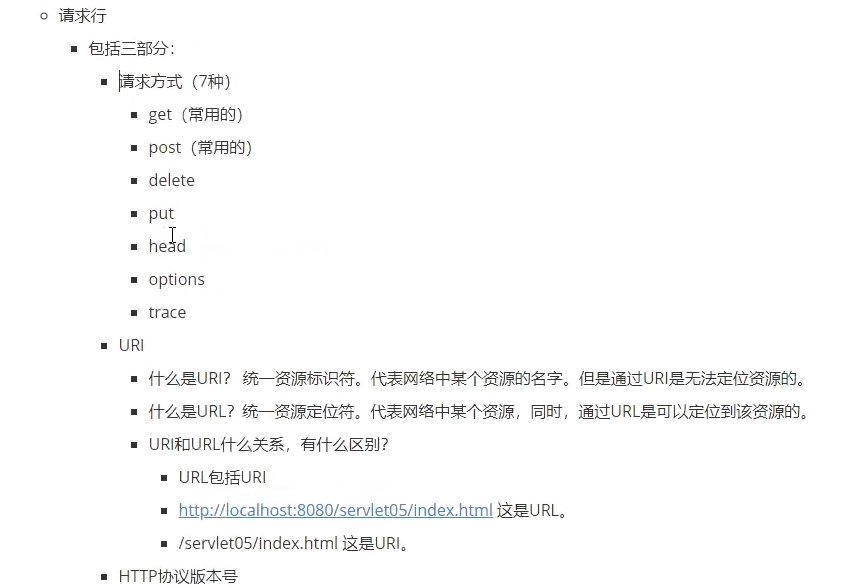 请求行
包括三部分：
请求方式（7种）
get（常用的）
post（常用的）
delete
put
head
options
trace
URI
什么是URI？ 统一资源标识符。代表网络中某个资源的名字。但是通过URI是无法定位资源的。
什么是URL？统一资源定位符。代表网络中某个资源，同时，通过URL是可以定位到该资源的。
URI和URL什么关系，有什么区别？
URL包括URI
http://localhost:8080/servlet05/index.html 这是URL。
/servlet05/index.html 这是URI。
HTTP协议版本号